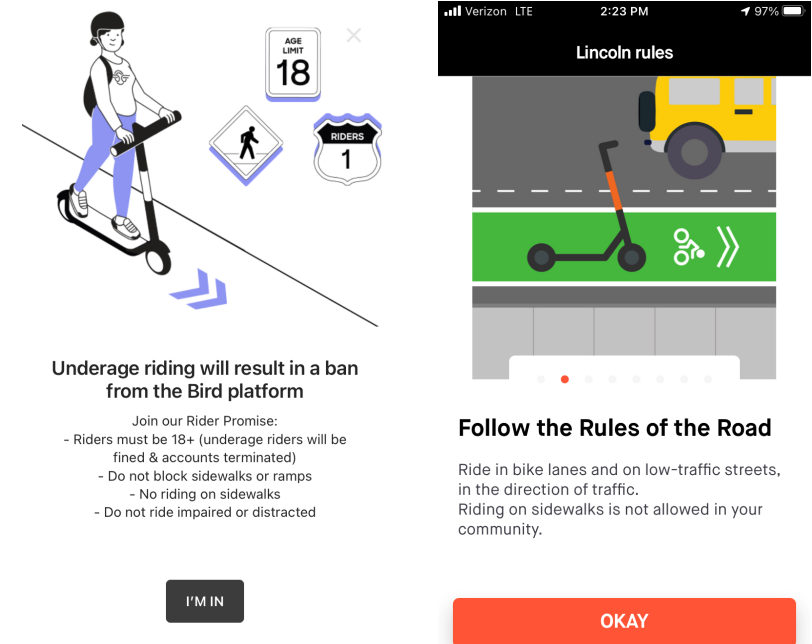 AGE
LIMIT
18
RIDERS
1
Underage riding will result in a ban
from the Bird platform
Join our Rider Promise:
- Riders must be 18+ (underage riders will be
fined & accounts terminated)
- Do not block sidewalks or ramps
- No riding on sidewalks
- Do not ride impaired or distracted
I'M IN
Verizon LTE
2:23 PM
97%
Lincoln rules
Follow the Rules of the Road
Ride in bike lanes and on low-traffic streets,
in the direction of traffic.
Riding on sidewalks is not allowed in your
community.
OKAY